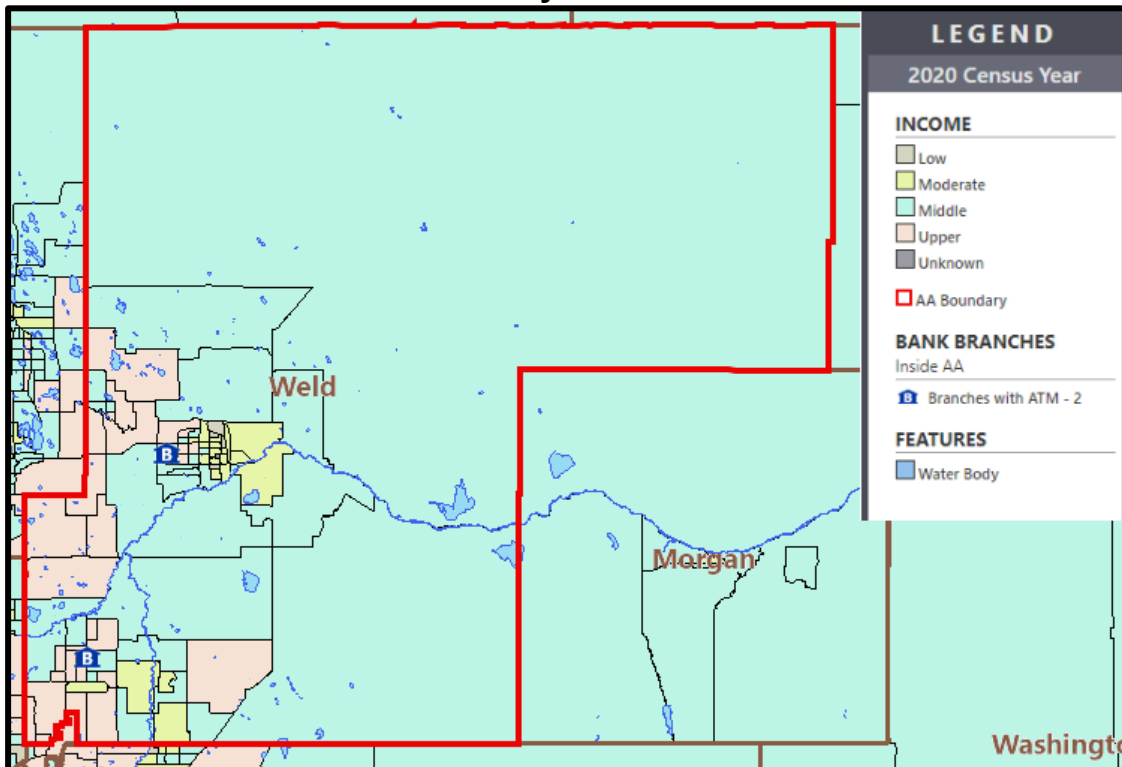 Weld
Morgan
Washingto
LEGEND
2020 Census Year
INCOME
Low
Moderate
Middle
Upper
Unknown
AA Boundary
BANK BRANCHES
Inside AA
B Branches with ATM - 2
FEATURES
Water Body
B
B